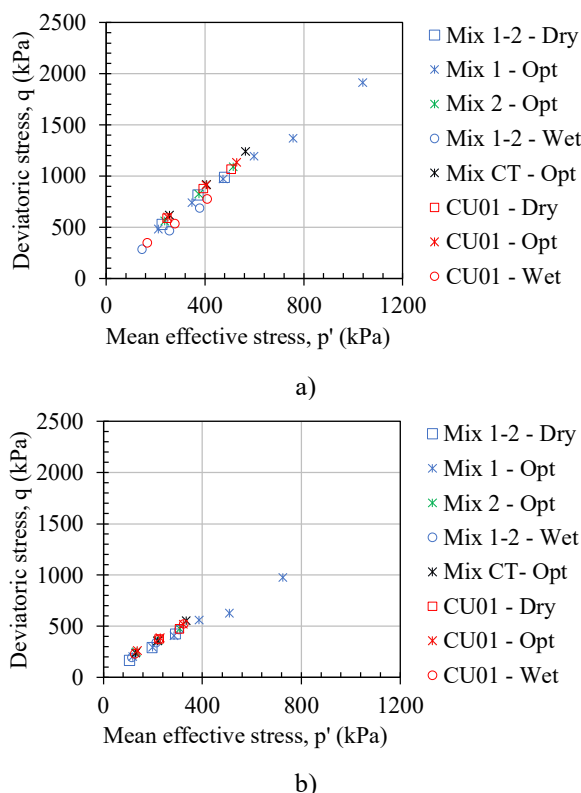 2500
2000
1500
1000
500
0
0 400 800 1200
Deviatoric stress, q (kPa)
Mean effective stress, p' (kPa)
Mix 1-2 - Dry
Mix 1 - Opt
Mix 2 - Opt
Mix 1-2 - Wet
Mix CT - Opt
CU01 - Dry
CU01 - Opt
CU01 - Wet
a)
2500
2000
1500
1000
500
0
0 400 800 1200
Deviatoric stress, q (kPa)
Mean effective stress, p' (kPa)
Mix 1-2 - Dry
Mix 1 - Opt
Mix 2 - Opt
Mix 1-2 - Wet
Mix CT- Opt
CU01 - Dry
CU01 - Opt
CU01 - Wet
b)